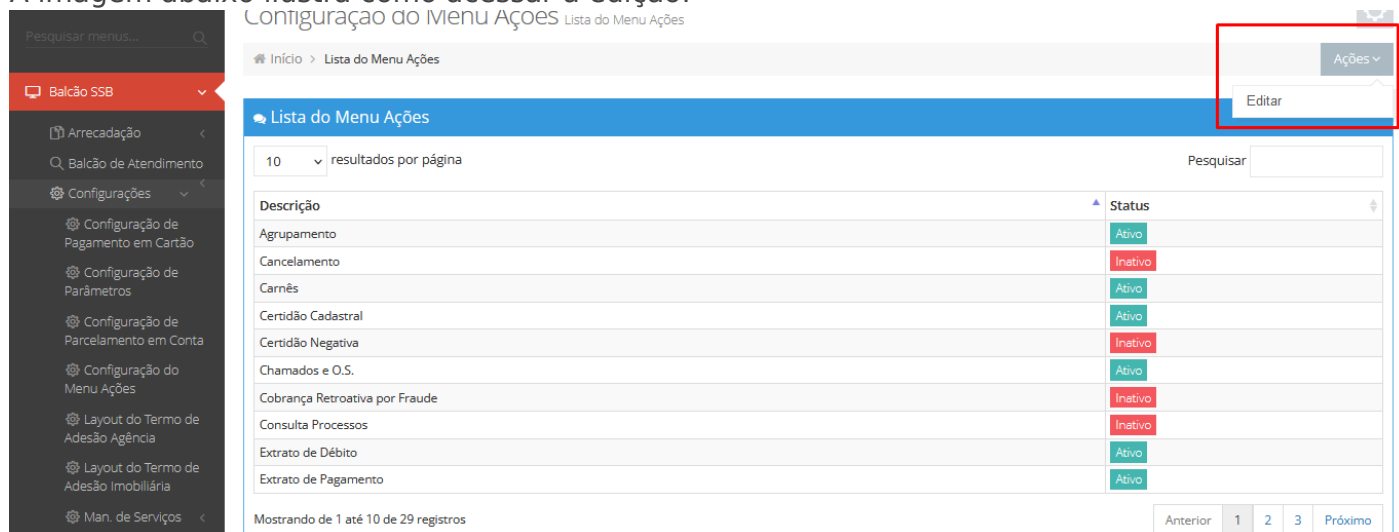 A imagem abaixo ilustra como acessar a edição:
Configuração do Menu Ações Lista do Menu Ações
Pesquisar menus...
Início > Lista do Menu Ações
Ações
Editar
Balcão SSB
Arrecadação
Balcão de Atendimento
Configurações
Configuração de
Pagamento em Cartão
Configuração de
Parâmetros
Configuração de
Parcelamento em Conta
Configuração do
Menu Ações
Layout do Termo de
Adesão Agência
Layout do Termo de
Adesão Imobiliária
Man. de Serviços
Lista do Menu Ações
10 resultados por página
Pesquisar
Descrição Status
Agrupamento Ativo
Cancelamento Inativo
Carnês Ativo
Certidão Cadastral Ativo
Certidão Negativa Inativo
Chamados e O.S. Ativo
Cobrança Retroativa por Fraude Inativo
Consulta Processos Inativo
Extrato de Débito Ativo
Extrato de Pagamento Ativo
Mostrando de 1 até 10 de 29 registros
Anterior 1 2 3 Próximo